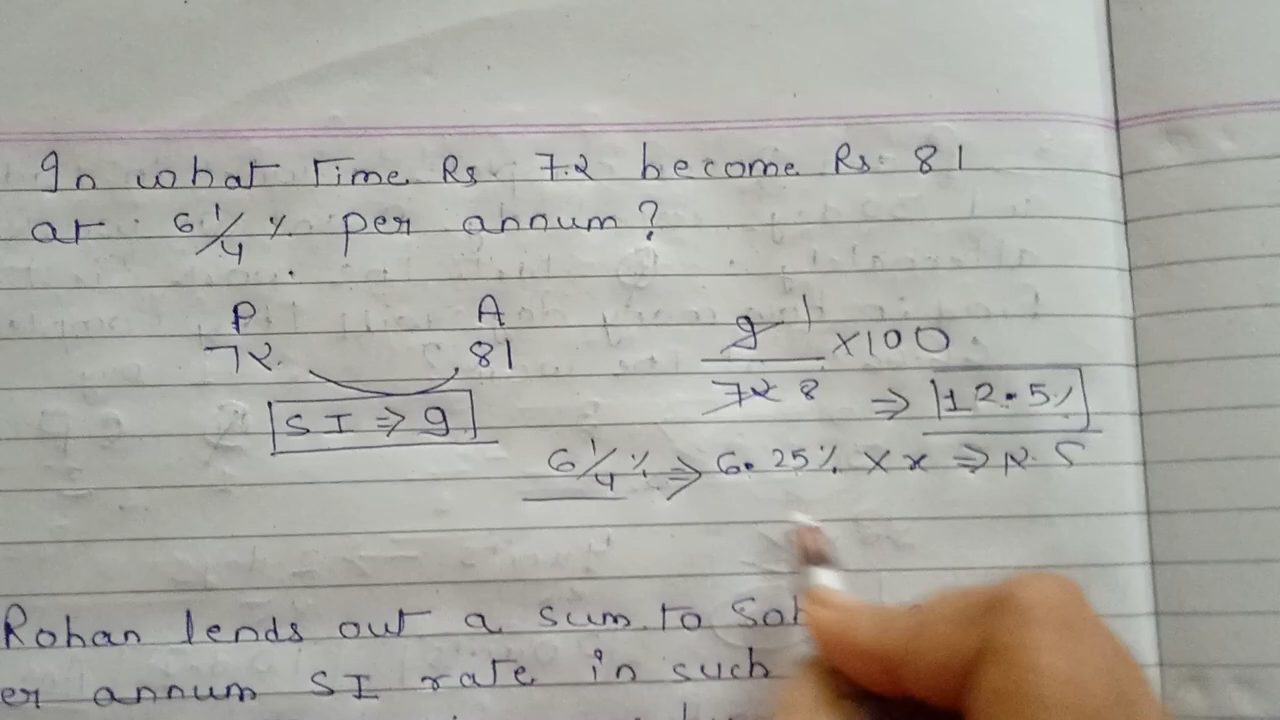 In what Time Rs. 72 become Rs. 81
at 6 1/4 % per annum?
P A
72 81
SI ⇒ 9
9 1 ×100
72 8 ⇒ 12.5%
6 1/4 % ⇒ 6.25% × x ⇒ 12.5
Rohan lends out a sum to
er annum SI rate in such